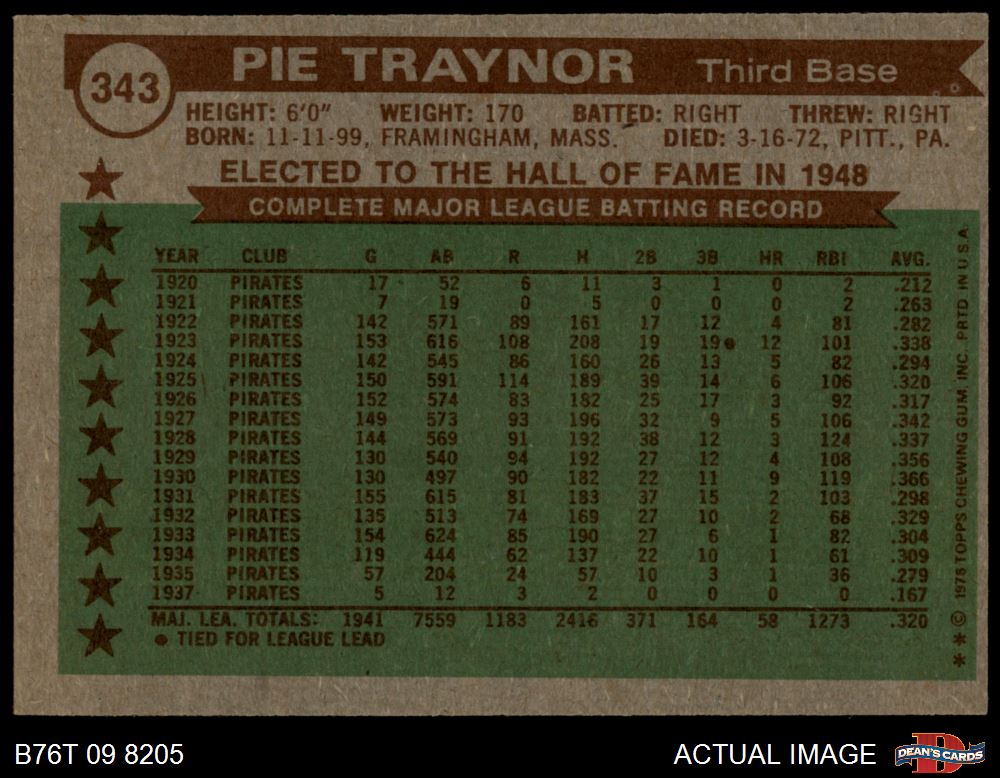 343
PIE TRAYNOR Third Base
HEIGHT: 6'0" WEIGHT: 170 BATTED: RIGHT THREW: RIGHT
BORN: 11-11-99, FRAMINGHAM, MASS. DIED: 3-16-72, PITT., PA.
ELECTED TO THE HALL OF FAME IN 1948
COMPLETE MAJOR LEAGUE BATTING RECORD
YEAR CLUB G AB R H 2B 3B HR RBI AVG.
1920 PIRATES 17 52 6 11 3 1 0 2 .212
1921 PIRATES 7 19 0 5 0 0 0 2 .263
1922 PIRATES 142 571 89 161 17 12 4 81 .282
1923 PIRATES 153 616 108 208 19 19● 12 101 .338
1924 PIRATES 142 545 86 160 26 13 5 82 .294
1925 PIRATES 150 591 114 189 39 14 6 106 .320
1926 PIRATES 152 574 83 182 25 17 3 92 .317
1927 PIRATES 149 573 93 196 32 9 5 106 .342
1928 PIRATES 144 569 91 192 38 12 3 124 .337
1929 PIRATES 130 540 94 192 27 12 4 108 .356
1930 PIRATES 130 497 90 182 22 11 9 119 .366
1931 PIRATES 155 615 81 183 37 15 2 103 .298
1932 PIRATES 135 513 74 169 27 10 2 68 .329
1933 PIRATES 154 624 85 190 27 6 1 82 .304
1934 PIRATES 119 444 62 137 22 10 1 61 .309
1935 PIRATES 57 204 24 57 10 3 1 36 .279
1937 PIRATES 5 12 3 2 0 0 0 0 .167
MAJ. LEA. TOTALS: 1941 7559 1183 2416 371 164 58 1273 .320
● TIED FOR LEAGUE LEAD
* * © 1976 TOPPS CHEWING GUM, INC. PRTD IN U.S.A.
B76T 09 8205
ACTUAL IMAGE
DEAN'S CARDS